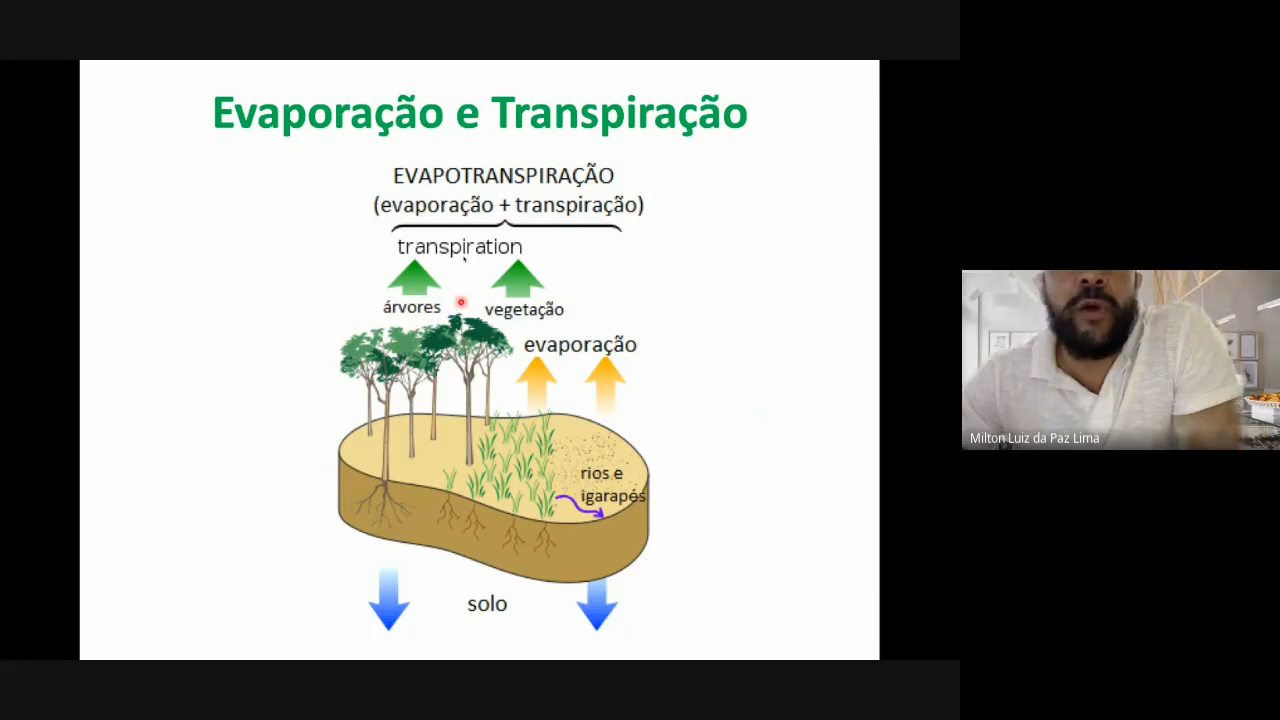 Evaporação e Transpiração
EVAPOTRANSPIRAÇÃO
(evaporação + transpiração)
transpiration
árvores
vegetação
evaporação
rios e
igarapés
solo
Milton Luiz da Paz Lima